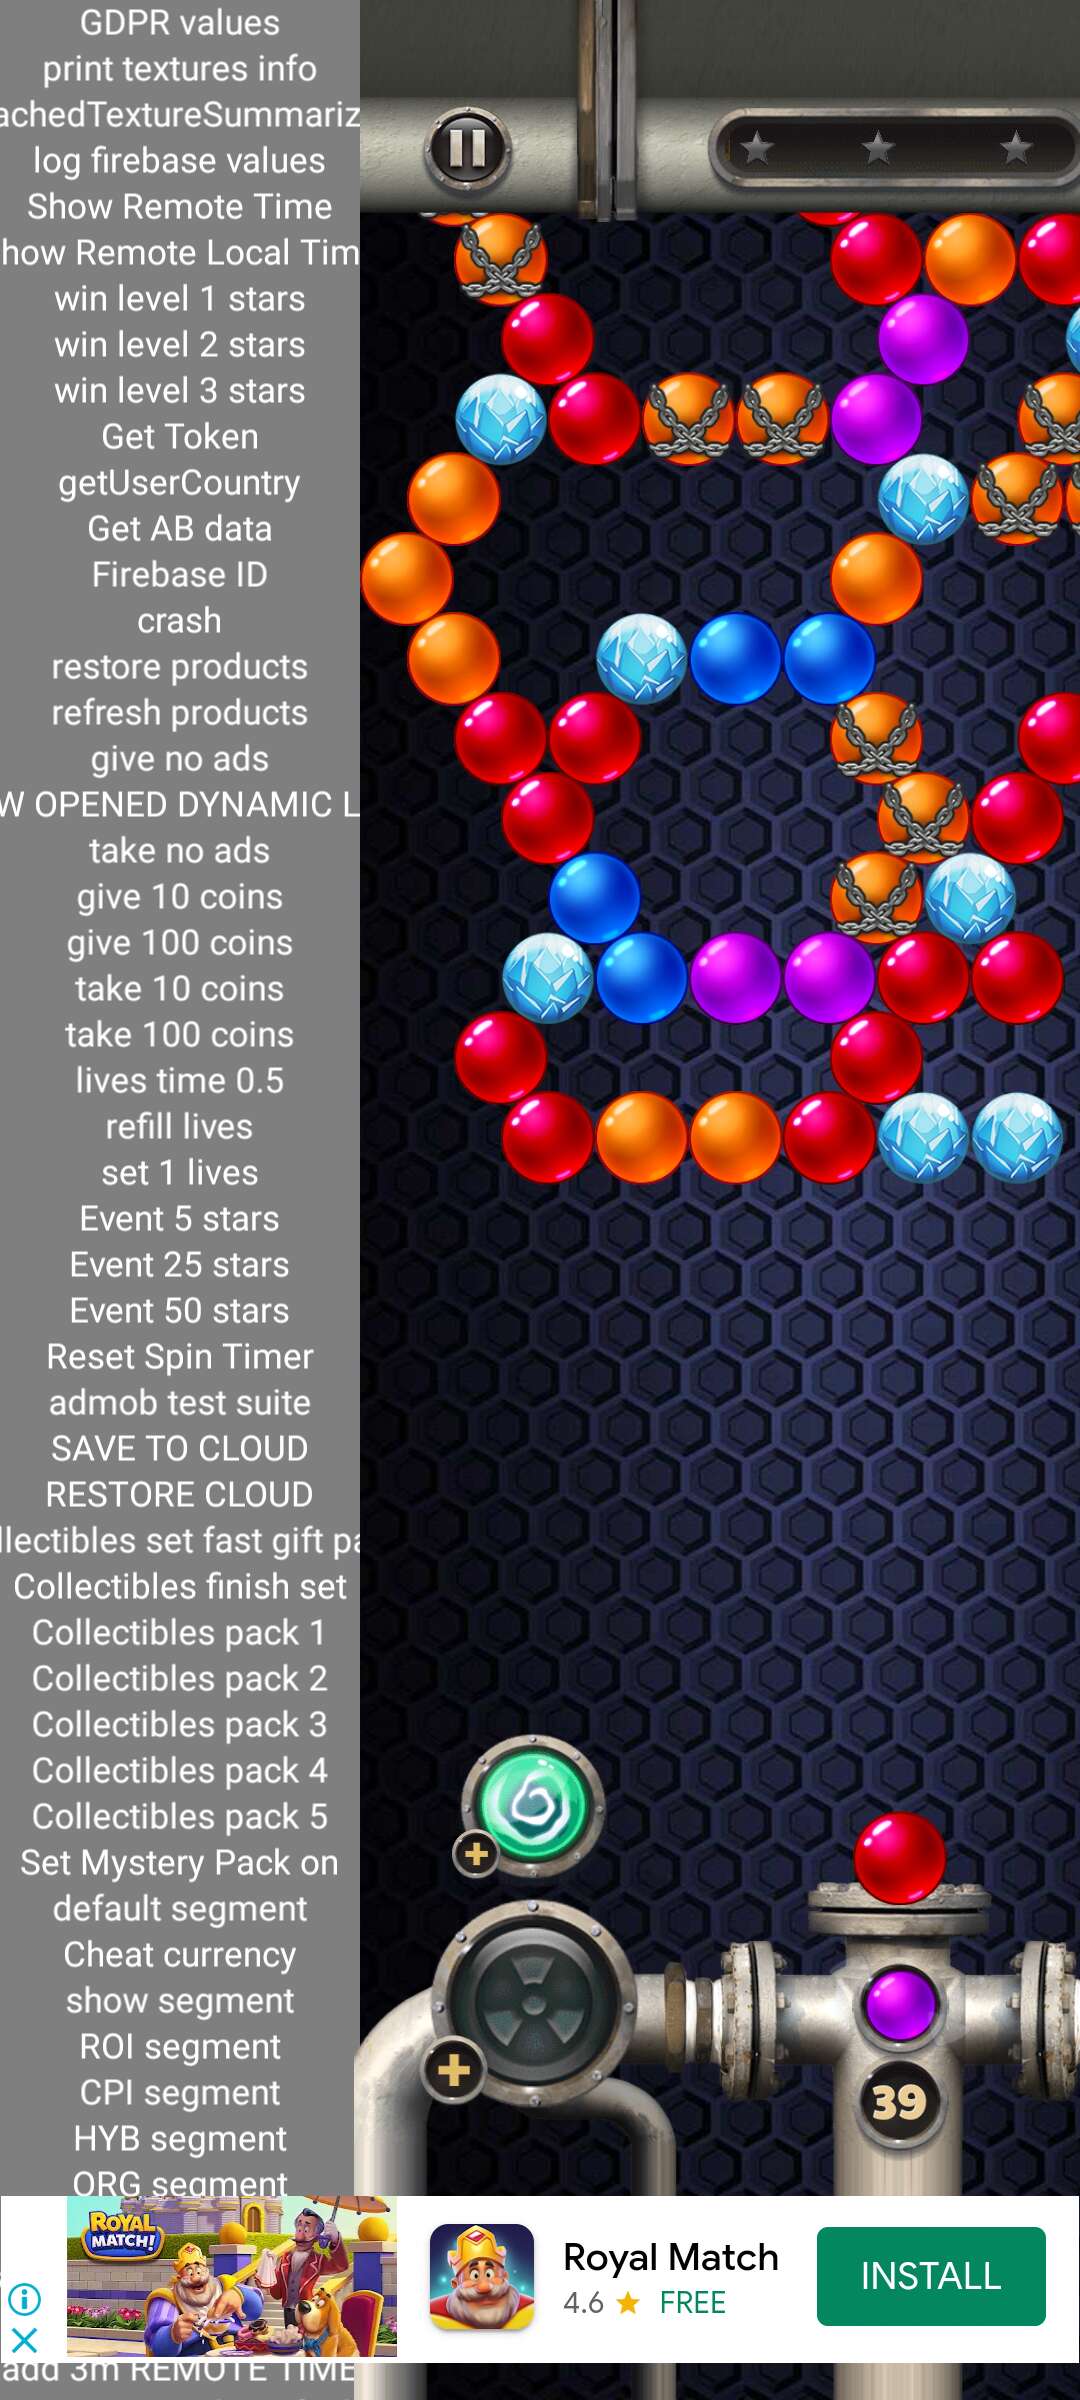 GDPR values
print textures info
achedTextureSummariz
log firebase values
Show Remote Time
how Remote Local Tim
win level 1 stars
win level 2 stars
win level 3 stars
Get Token
getUserCountry
Get AB data
Firebase ID
crash
restore products
refresh products
give no ads
W OPENED DYNAMIC L
take no ads
give 10 coins
give 100 coins
take 10 coins
take 100 coins
lives time 0.5
refill lives
set 1 lives
Event 5 stars
Event 25 stars
Event 50 stars
Reset Spin Timer
admob test suite
SAVE TO CLOUD
RESTORE CLOUD
llectibles set fast gift pa
Collectibles finish set
Collectibles pack 1
Collectibles pack 2
Collectibles pack 3
Collectibles pack 4
Collectibles pack 5
Set Mystery Pack on
default segment
Cheat currency
show segment
ROI segment
CPI segment
HYB segment
ORG segment
39
ROYAL
MATCH!
Royal Match
4.6 ★ FREE
INSTALL
add 3m REMOTE TIME